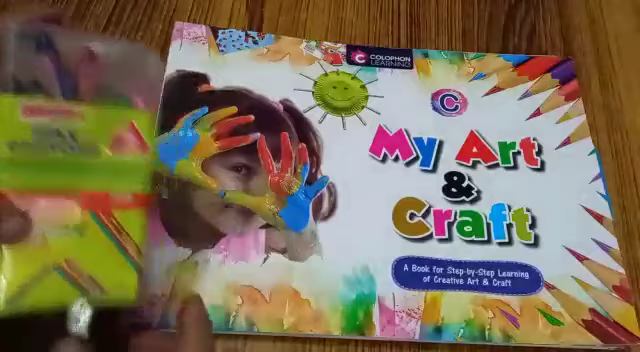 COLOPHON
LEARNING
C
My Art
&
Craft
A Book for Step-by-Step Learning
of Creative Art & Craft